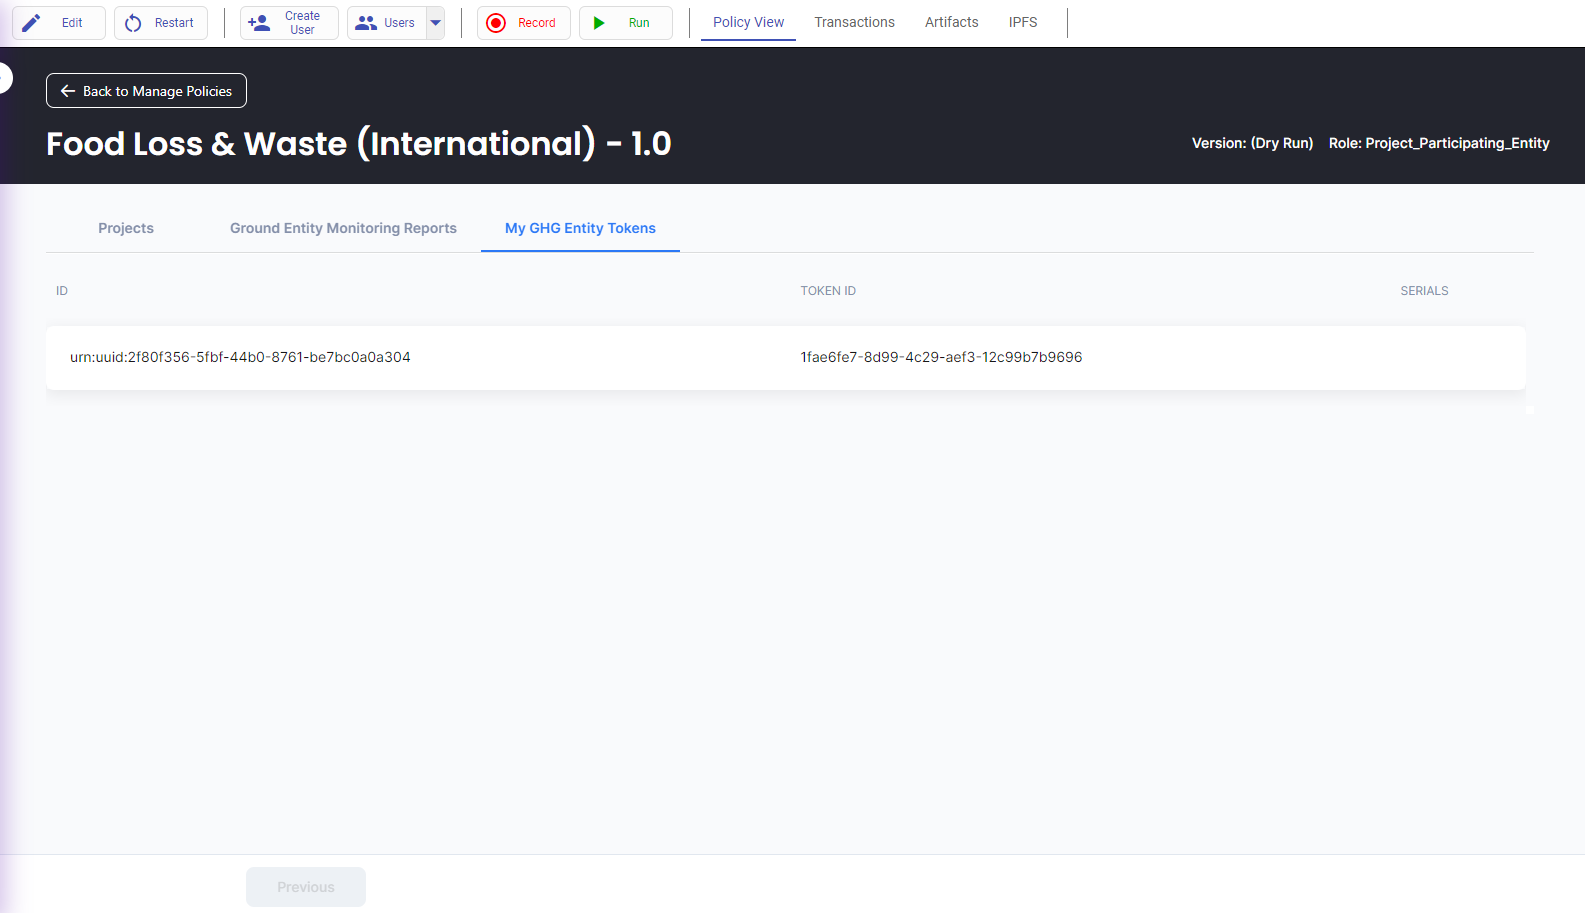 Edit
Restart
Create
User
Users
Record
Run
Policy View
Transactions
Artifacts
IPFS
Back to Manage Policies
Food Loss & Waste (International) - 1.0
Version: (Dry Run) Role: Project_Participating_Entity
Projects
Ground Entity Monitoring Reports
My GHG Entity Tokens
ID
TOKEN ID
SERIALS
urn:uuid:2f80f356-5fbf-44b0-8761-be7bc0a0a304
1fae6fe7-8d99-4c29-aef3-12c99b7b9696
Previous